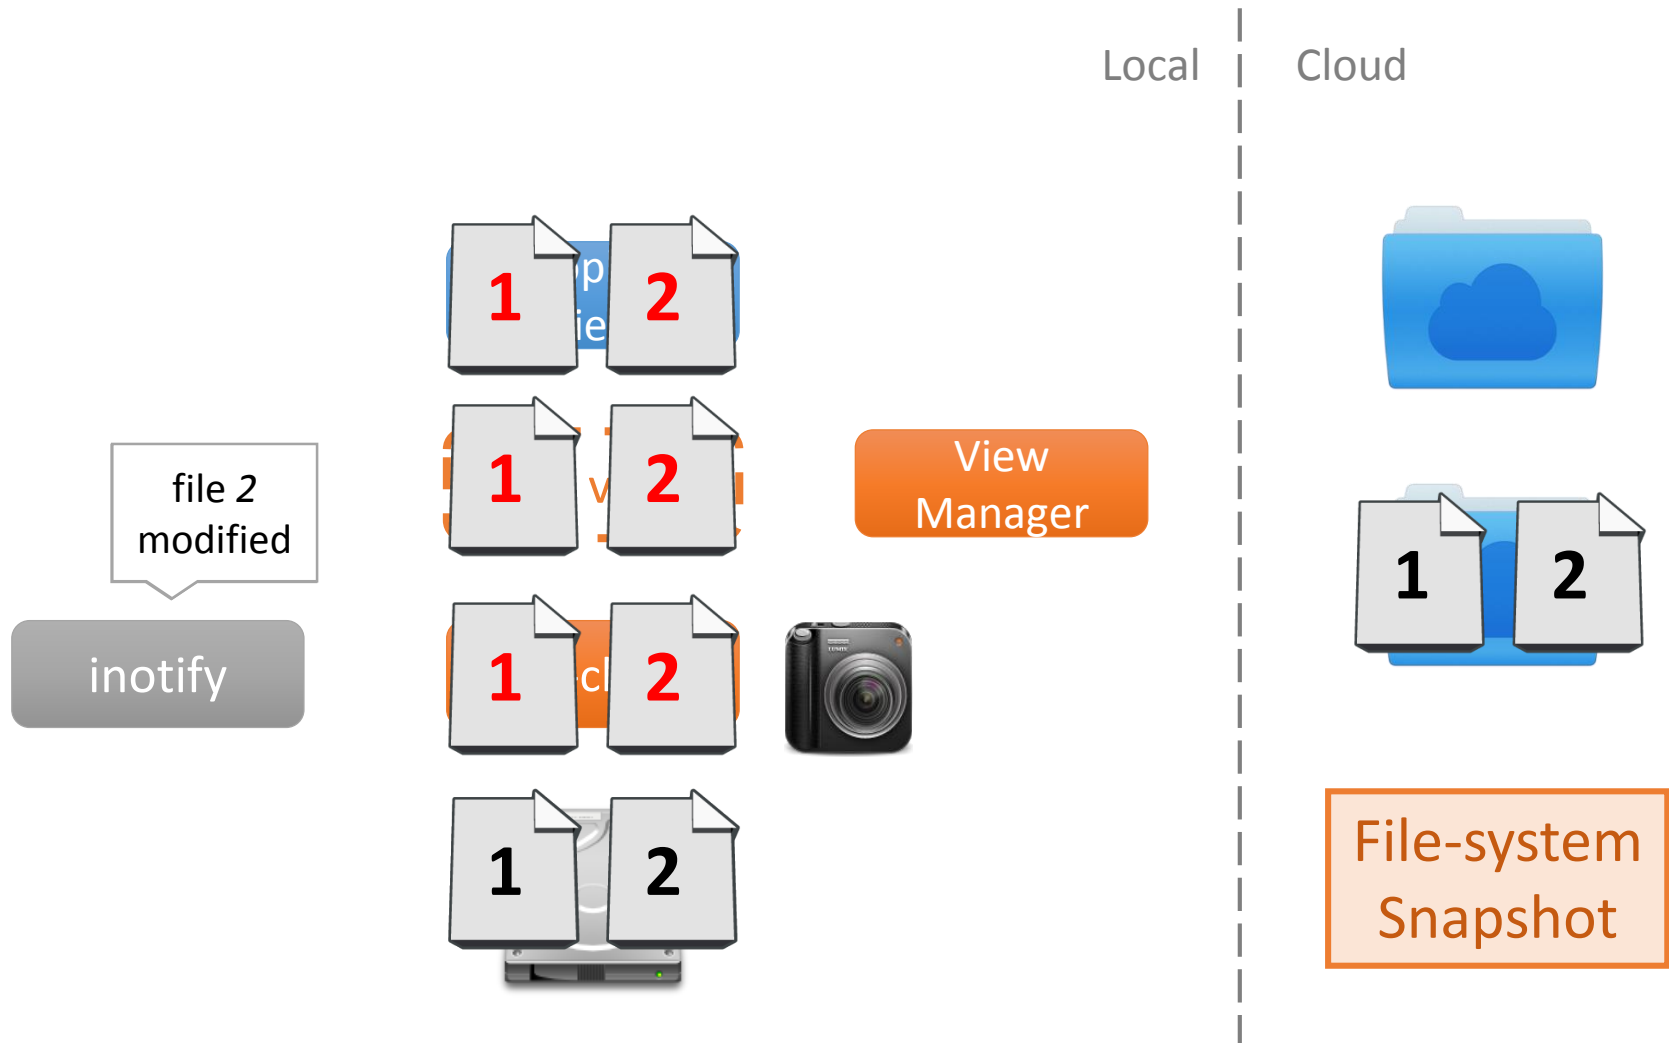 Local
Cloud
1
2
1
2
file 2
modified
View
Manager
1
2
inotify
1
2
1
2
File-system
Snapshot